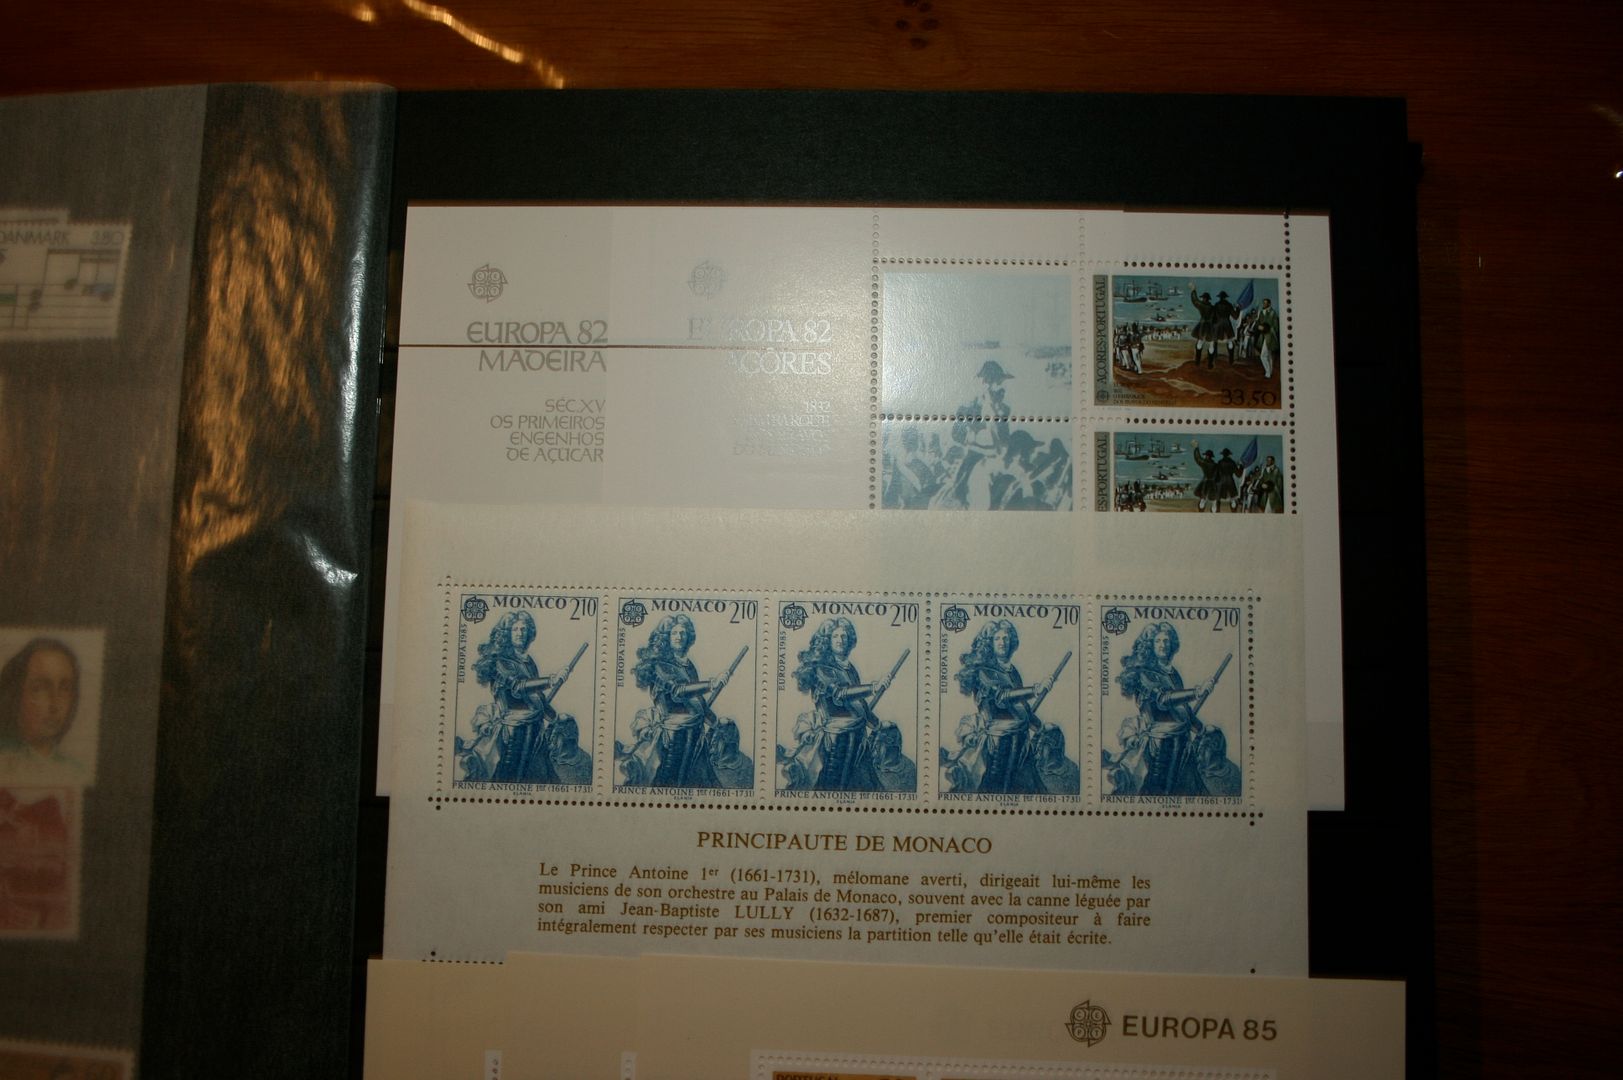 DANMARK 3.80
EUROPA 82
MADEIRA
SÉC.XV
OS PRIMEIROS
ENGENHOS
DE AÇÚCAR
EUROPA 82
AÇORES
1832
AÇORES·PORTUGAL
33,50
ES·PORTUGAL
MONACO 2,10
EUROPA 1985
PRINCE ANTOINE 1er (1661-1731)
MONACO 2,10
EUROPA 1985
PRINCE ANTOINE 1er (1661-1731)
MONACO 2,10
EUROPA 1985
PRINCE ANTOINE 1er (1661-1731)
MONACO 2,10
EUROPA 1985
PRINCE ANTOINE 1er (1661-1731)
MONACO 2,10
EUROPA 1985
PRINCE ANTOINE 1er (1661-1731)
PRINCIPAUTE DE MONACO
Le Prince Antoine 1er (1661-1731), mélomane averti, dirigeait lui-même les
musiciens de son orchestre au Palais de Monaco, souvent avec la canne léguée par
son ami Jean-Baptiste LULLY (1632-1687), premier compositeur à faire
intégralement respecter par ses musiciens la partition telle qu'elle était écrite.
EUROPA 85
PORTUGAL